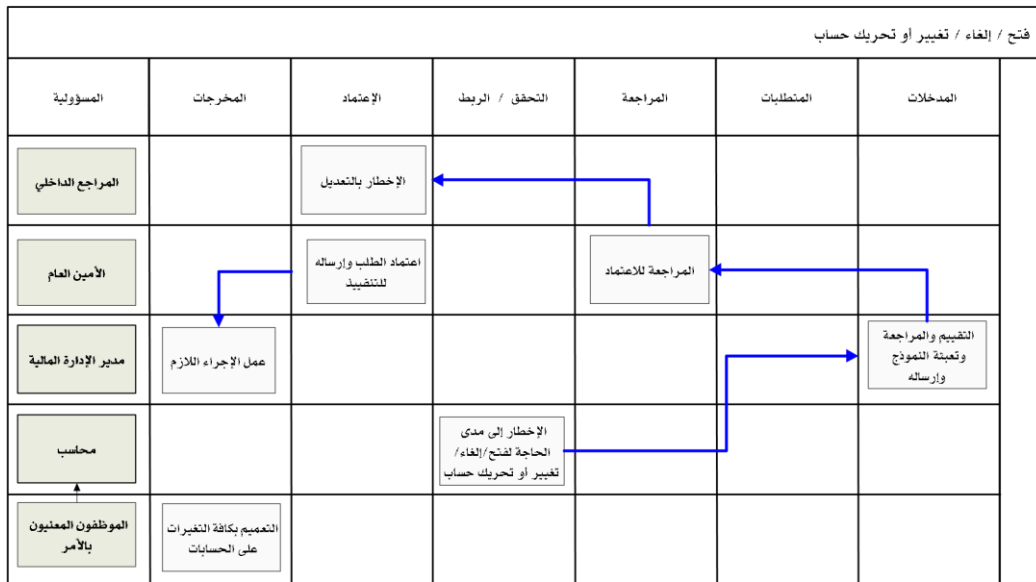 فتح / إلغاء / تغيير أو تحريك حساب
المدخلات
المتطلبات
المراجعة
التحقق / الربط
الإعتماد
المخرجات
المسؤولية
الإخطار بالتعديل
المراجع الداخلي
المراجعة للاعتماد
اعتماد الطلب وإرساله
للتنفييذ
الأمين العام
التقييم والمراجعة
وتعبئة النموذج
وإرساله
عمل الإجراء اللازم
مدير الإدارة المالية
الإخطار إلى مدى
الحاجة لفتح/إلغاء/
تغيير أو تحريك حساب
محاسب
التعميم بكافة التغيرات
على الحسابات
الموظفون المعنيون
بالأمر